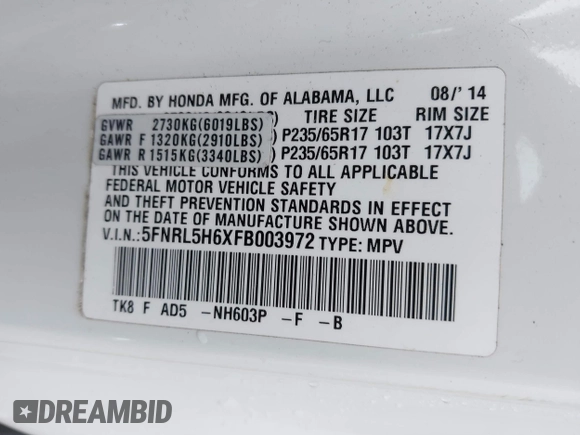 MFD. BY HONDA MFG. OF ALABAMA, LLC 08/'14
TIRE SIZE RIM SIZE
GVWR 2730KG(6019LBS)
GAWR F 1320KG(2910LBS) P235/65R17 103T 17X7J
GAWR R 1515KG(3340LBS) P235/65R17 103T 17X7J
THIS VEHICLE CONFORMS TO ALL APPLICABLE
FEDERAL MOTOR VEHICLE SAFETY
AND THEFT PREVENTION STANDARDS IN EFFECT
ON THE DATE OF MANUFACTURE SHOWN ABOVE.
V.I.N.: 5FNRL5H6XFB003972 TYPE: MPV
TK8 F AD5 -NH603P -F -B
DREAMBID